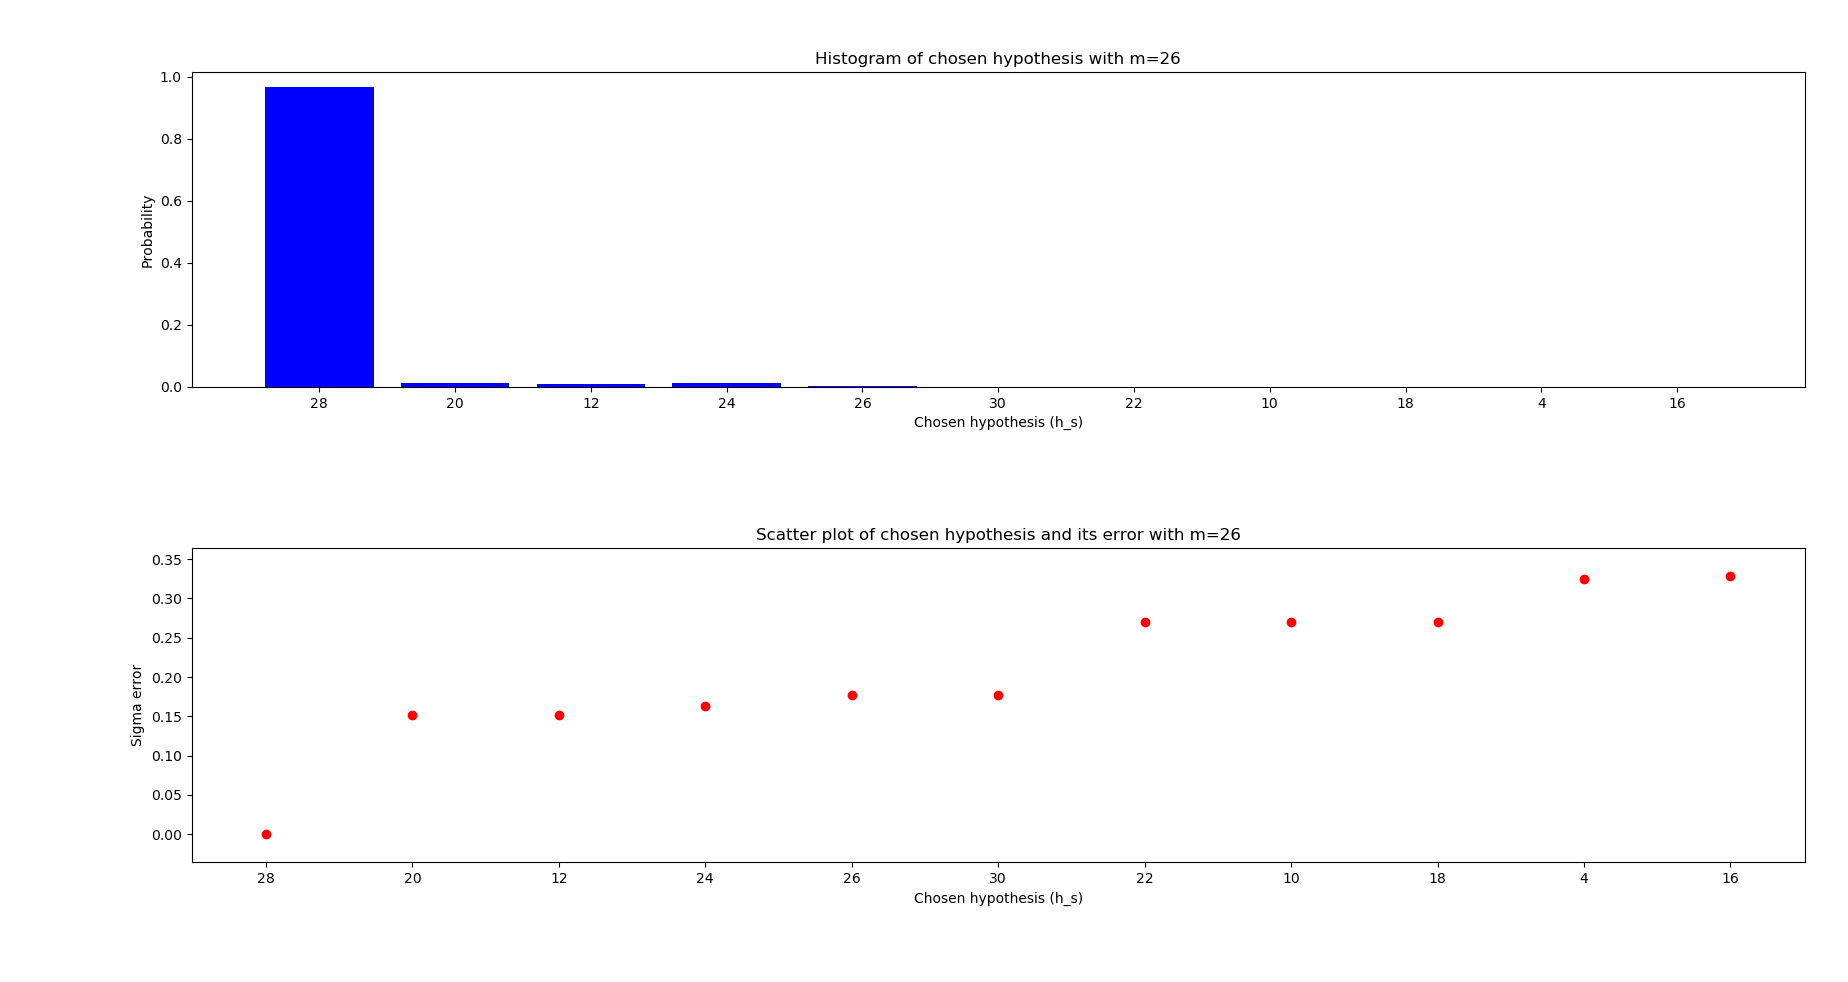 Histogram of chosen hypothesis with m=26
1.0
0.8
0.6
0.4
0.2
0.0
Probability
28 20 12 24 26 30 22 10 18 4 16
Chosen hypothesis (h_s)
Scatter plot of chosen hypothesis and its error with m=26
0.35
0.30
0.25
0.20
0.15
0.10
0.05
0.00
Sigma error
28 20 12 24 26 30 22 10 18 4 16
Chosen hypothesis (h_s)